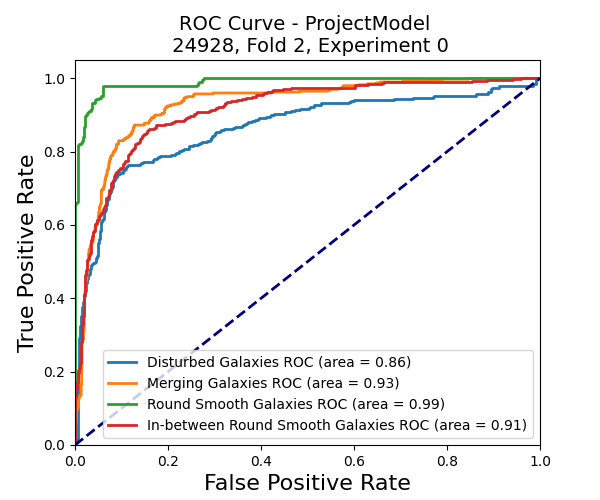 ROC Curve - ProjectModel
24928, Fold 2, Experiment 0
True Positive Rate
1.0
0.8
0.6
0.4
0.2
0.0
Disturbed Galaxies ROC (area = 0.86)
Merging Galaxies ROC (area = 0.93)
Round Smooth Galaxies ROC (area = 0.99)
In-between Round Smooth Galaxies ROC (area = 0.91)
0.0 0.2 0.4 0.6 0.8 1.0
False Positive Rate